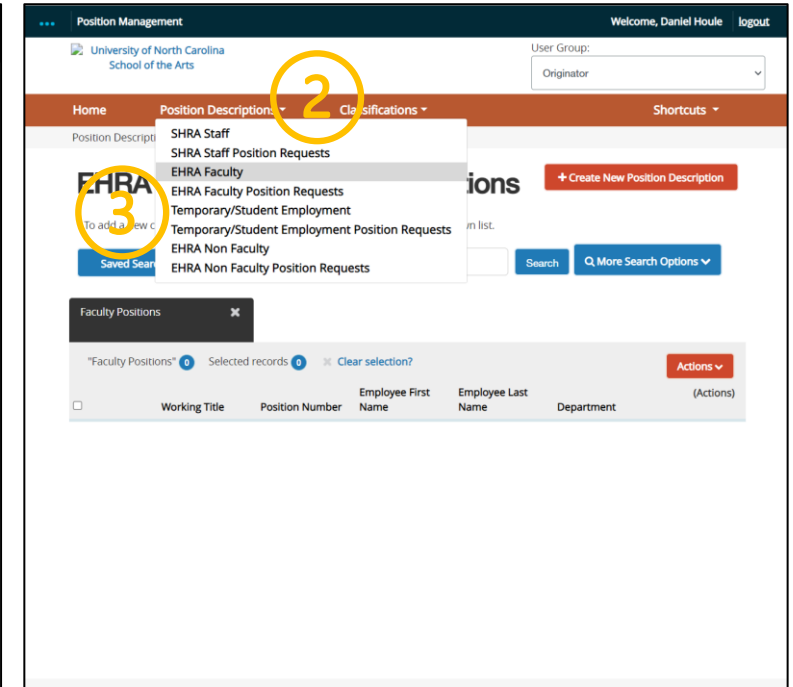 ••• Position Management Welcome, Daniel Houle logout
University of North Carolina
School of the Arts
User Group:
Originator
Home Position Descriptions Classifications Shortcuts
2
Position Descripti
SHRA Staff
SHRA Staff Position Requests
EHRA Faculty
EHRA Faculty Position Requests
Temporary/Student Employment
Temporary/Student Employment Position Requests
EHRA Non Faculty
EHRA Non Faculty Position Requests
EHRA ions
+ Create New Position Description
3
To add a new c n list.
Saved Sear Search More Search Options
Faculty Positions ✖
"Faculty Positions" 0 Selected records 0 ✖ Clear selection?
Actions
Working Title Position Number Employee First Name Employee Last Name Department (Actions)